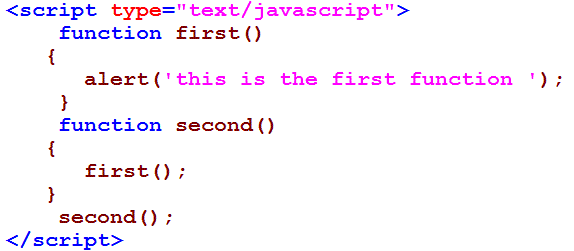 <script type="text/javascript">
function first()
{
alert('this is the first function ');
}
function second()
{
first();
}
second();
</script>